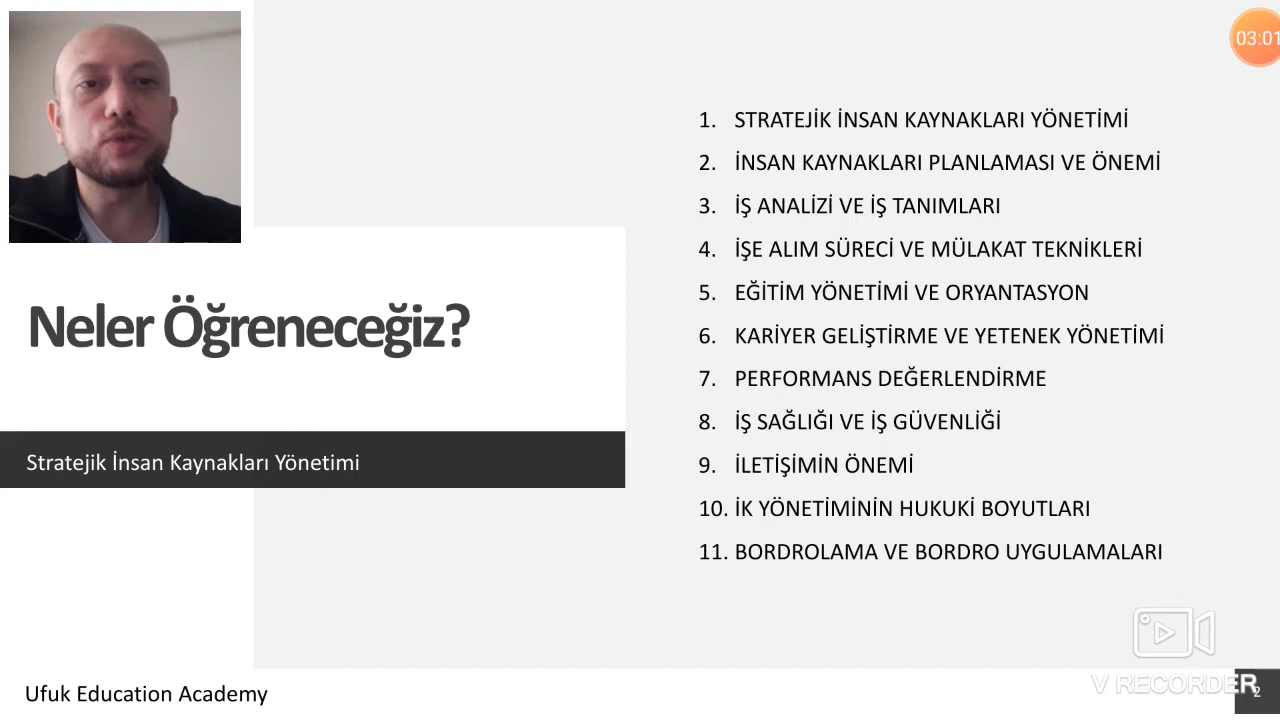 03:01
Neler Öğreneceğiz?
Stratejik İnsan Kaynakları Yönetimi
1. STRATEJİK İNSAN KAYNAKLARI YÖNETİMİ
2. İNSAN KAYNAKLARI PLANLAMASI VE ÖNEMİ
3. İŞ ANALİZİ VE İŞ TANIMLARI
4. İŞE ALIM SÜRECİ VE MÜLAKAT TEKNİKLERİ
5. EĞİTİM YÖNETİMİ VE ORYANTASYON
6. KARİYER GELİŞTİRME VE YETENEK YÖNETİMİ
7. PERFORMANS DEĞERLENDİRME
8. İŞ SAĞLIĞI VE İŞ GÜVENLİĞİ
9. İLETİŞİMİN ÖNEMİ
10. İK YÖNETİMİNİN HUKUKİ BOYUTLARI
11. BORDROLAMA VE BORDRO UYGULAMALARI
Ufuk Education Academy
V RECORDER
2